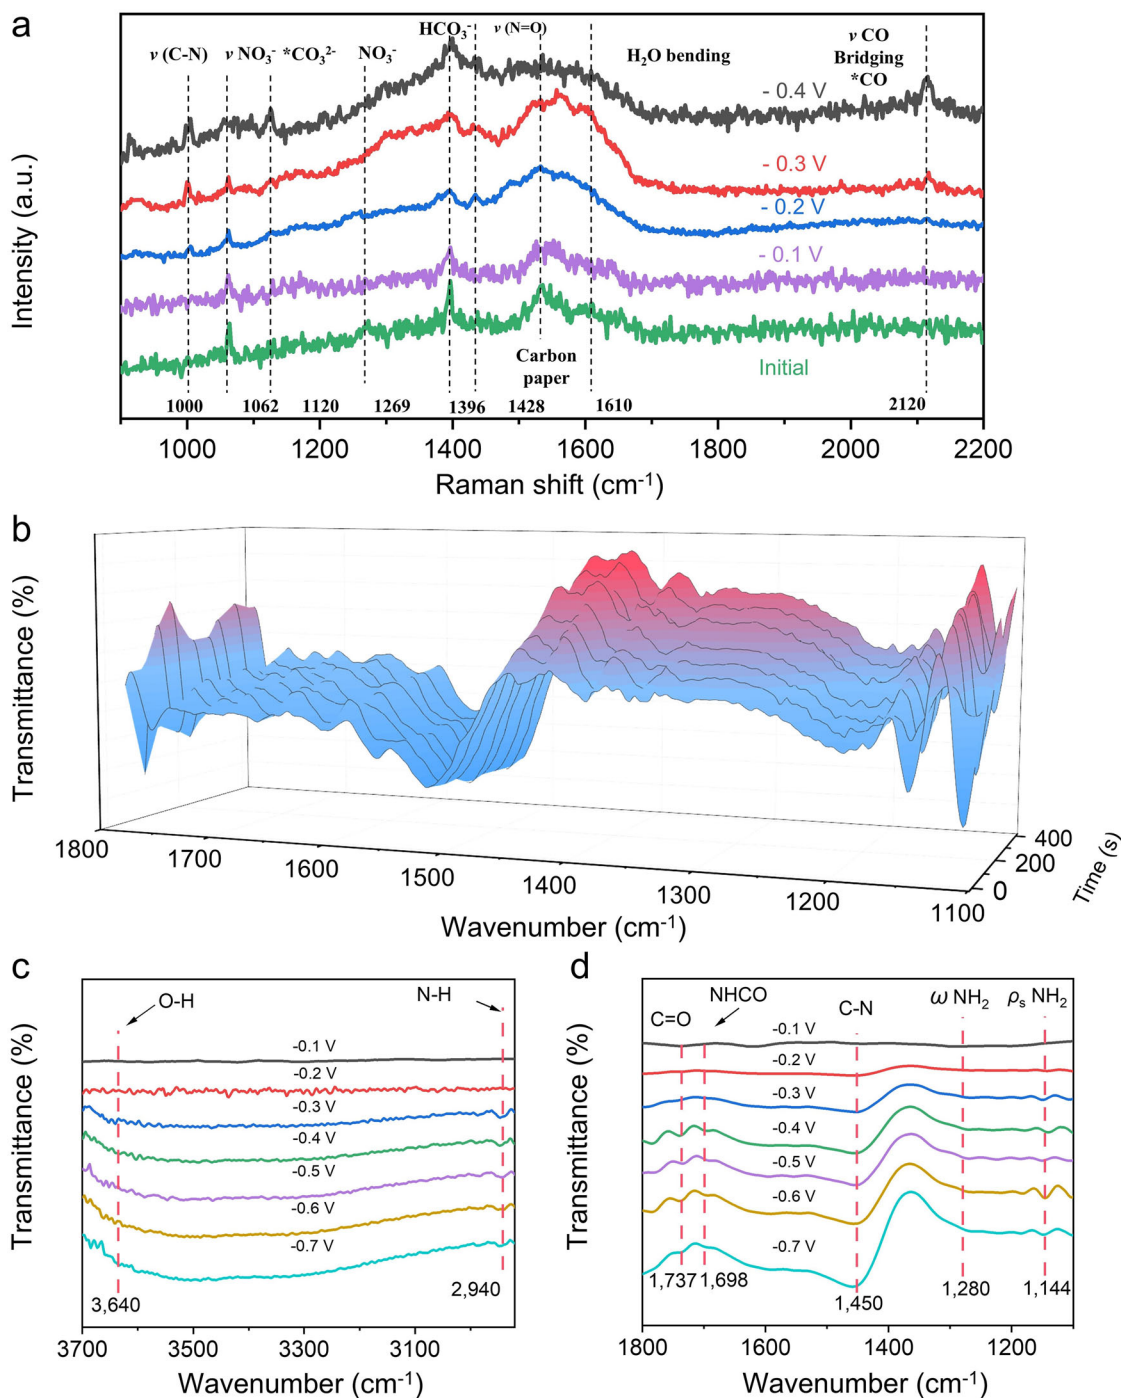 a
HCO₃⁻
ν (N=O)
ν (C–N)
ν NO₃⁻
*CO₃²⁻
NO₃⁻
H₂O bending
ν CO
Bridging
*CO
- 0.4 V
- 0.3 V
- 0.2 V
- 0.1 V
Initial
Carbon
paper
1000 1062 1120 1269 1396 1428 1610 2120
1000 1200 1400 1600 1800 2000 2200
Intensity (a.u.)
Raman shift (cm⁻¹)
b
Transmittance (%)
1800 1700 1600 1500 1400 1300 1200 1100
400
200
0
Time (s)
Wavenumber (cm⁻¹)
c
O-H
N-H
-0.1 V
-0.2 V
-0.3 V
-0.4 V
-0.5 V
-0.6 V
-0.7 V
3,640
2,940
3700 3500 3300 3100
Transmittance (%)
Wavenumber (cm⁻¹)
d
C=O
NHCO
C-N
ω NH₂
ρₛ NH₂
-0.1 V
-0.2 V
-0.3 V
-0.4 V
-0.5 V
-0.6 V
-0.7 V
1,737
1,698
1,450
1,280
1,144
1800 1600 1400 1200
Transmittance (%)
Wavenumber (cm⁻¹)